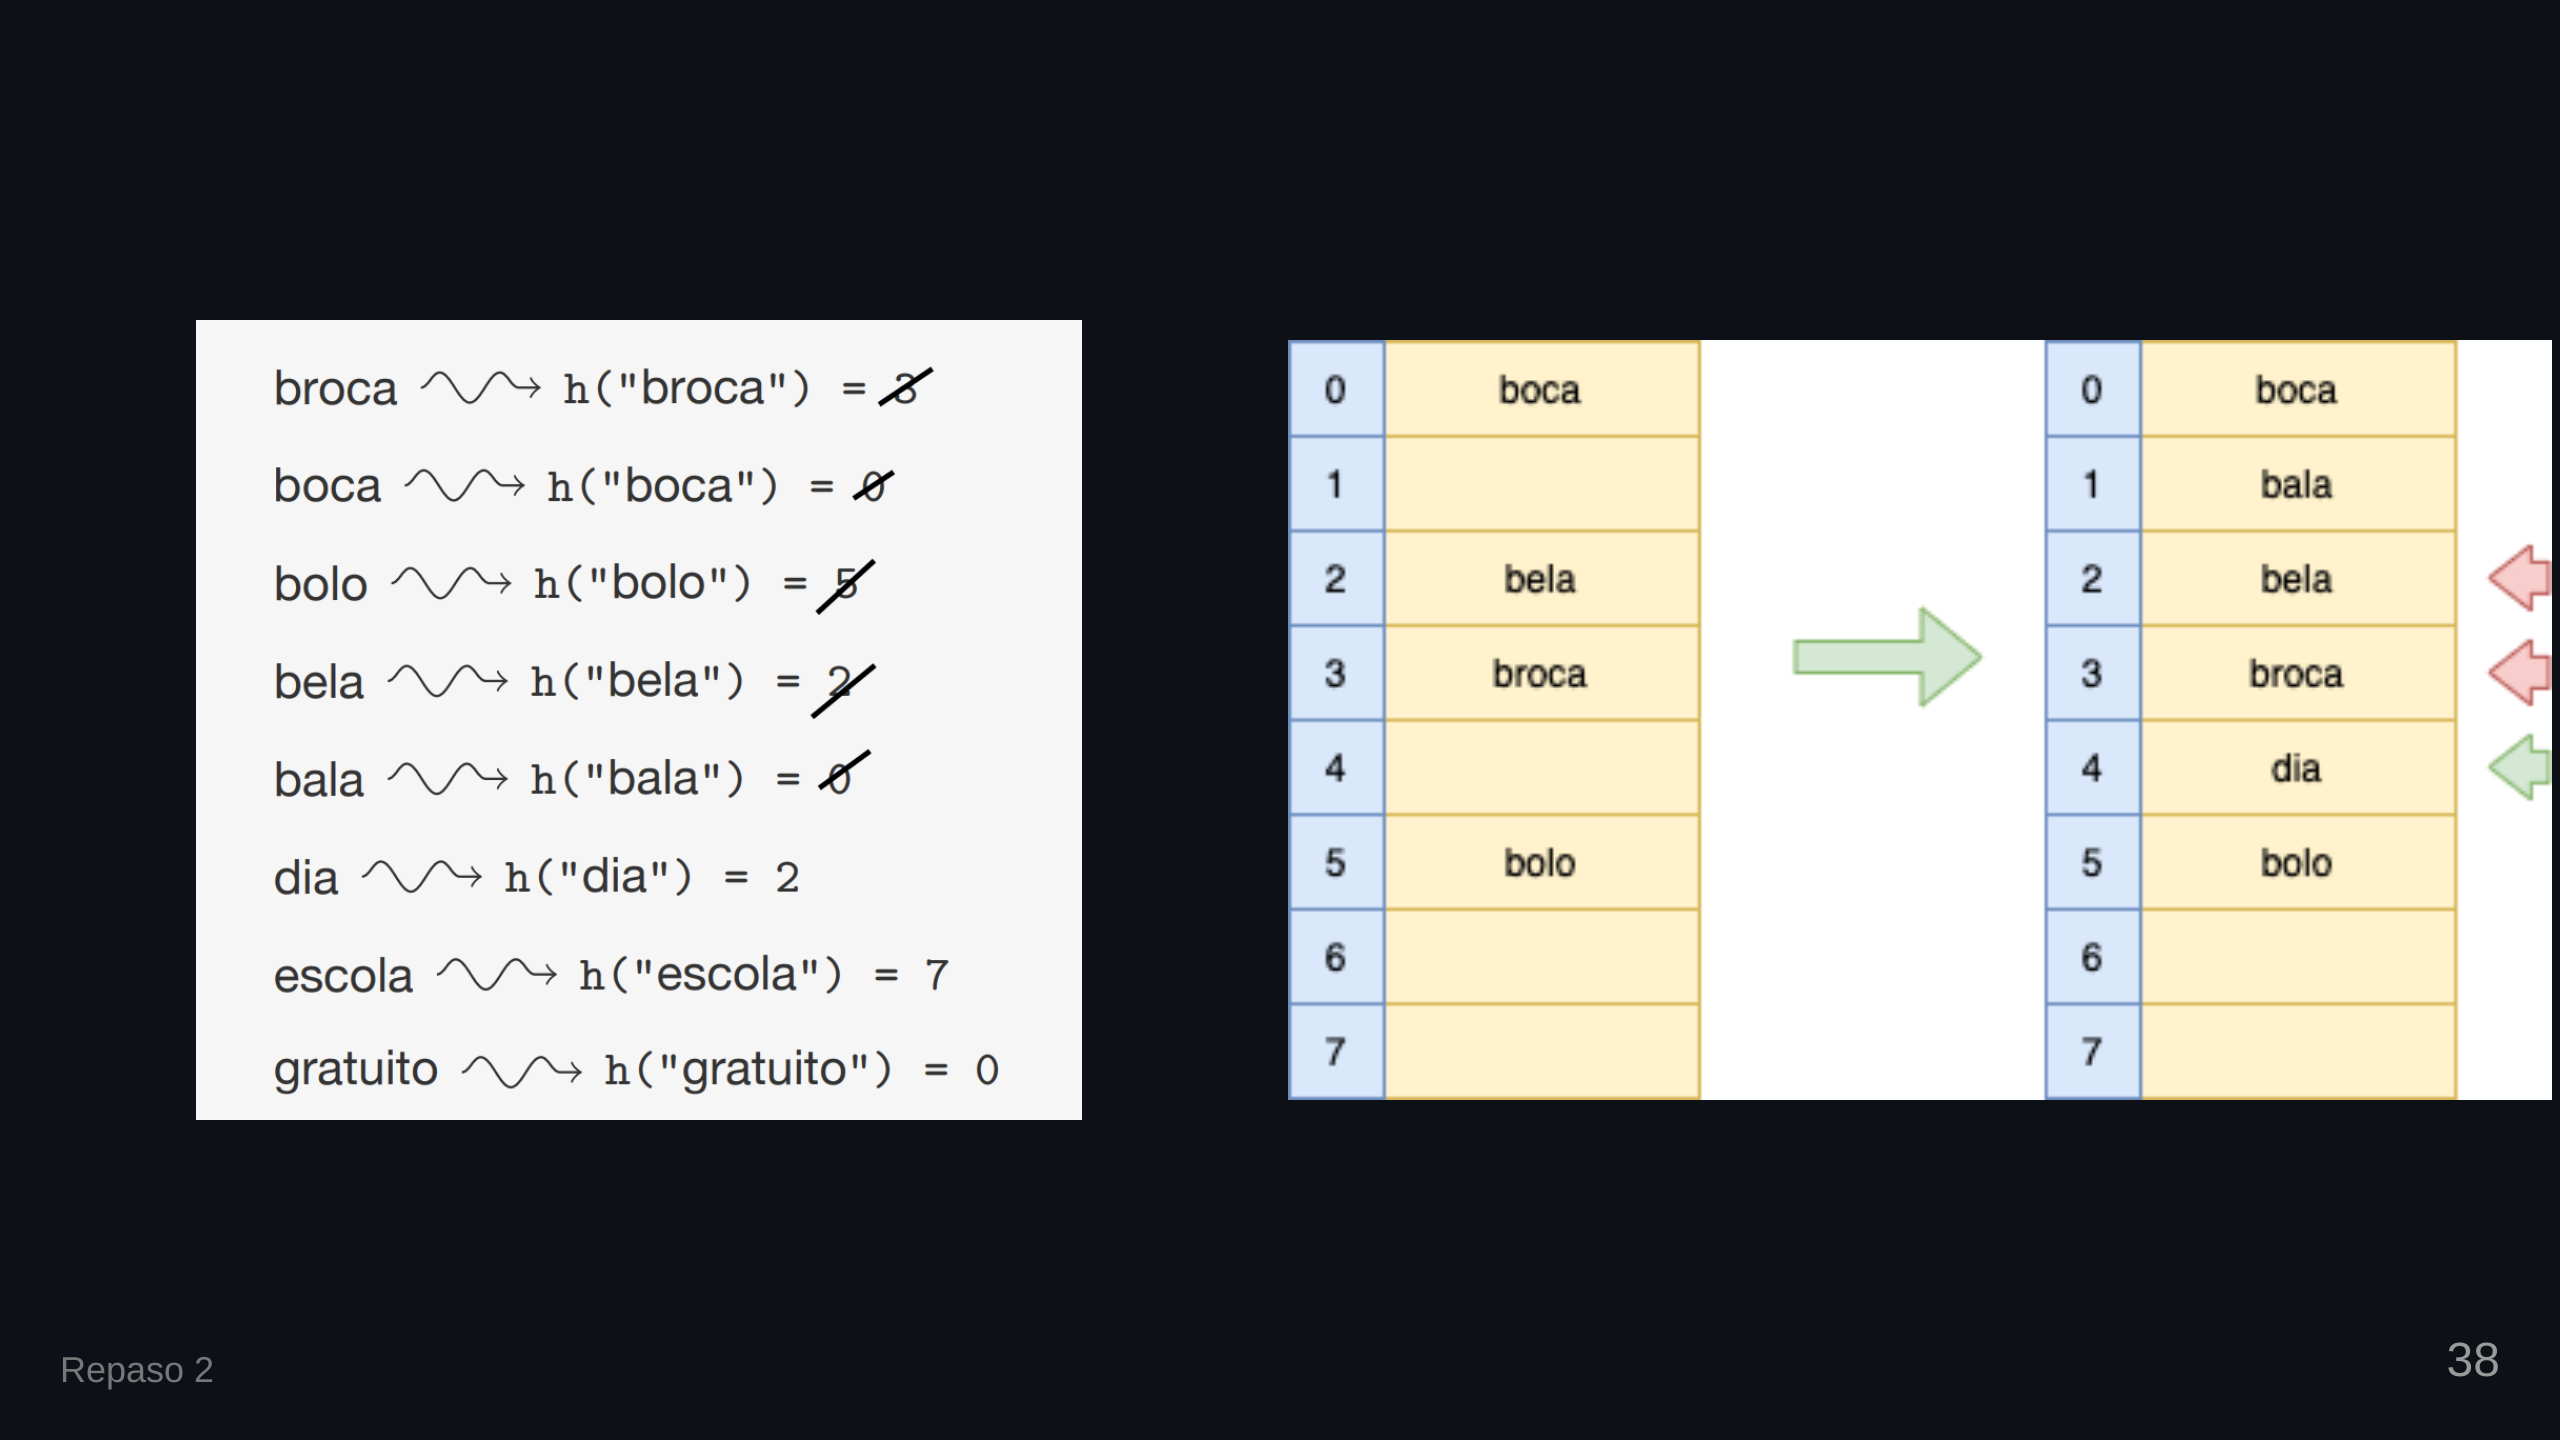 broca h("broca") = 3
boca h("boca") = 0
bolo h("bolo") = 5
bela h("bela") = 2
bala h("bala") = 0
dia h("dia") = 2
escola h("escola") = 7
gratuito h("gratuito") = 0
0 boca
1
2 bela
3 broca
4
5 bolo
6
7
0 boca
1 bala
2 bela
3 broca
4 dia
5 bolo
6
7
Repaso 2
38